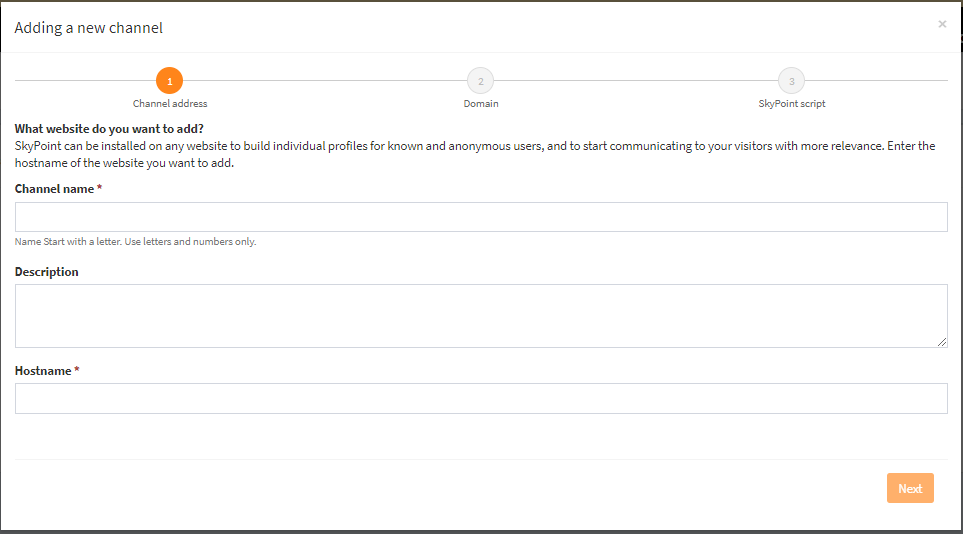 Adding a new channel
×
1
2
3
Channel address
Domain
SkyPoint script
What website do you want to add?
SkyPoint can be installed on any website to build individual profiles for known and anonymous users, and to start communicating to your visitors with more relevance. Enter the
hostname of the website you want to add.
Channel name *
Name Start with a letter. Use letters and numbers only.
Description
Hostname *
Next